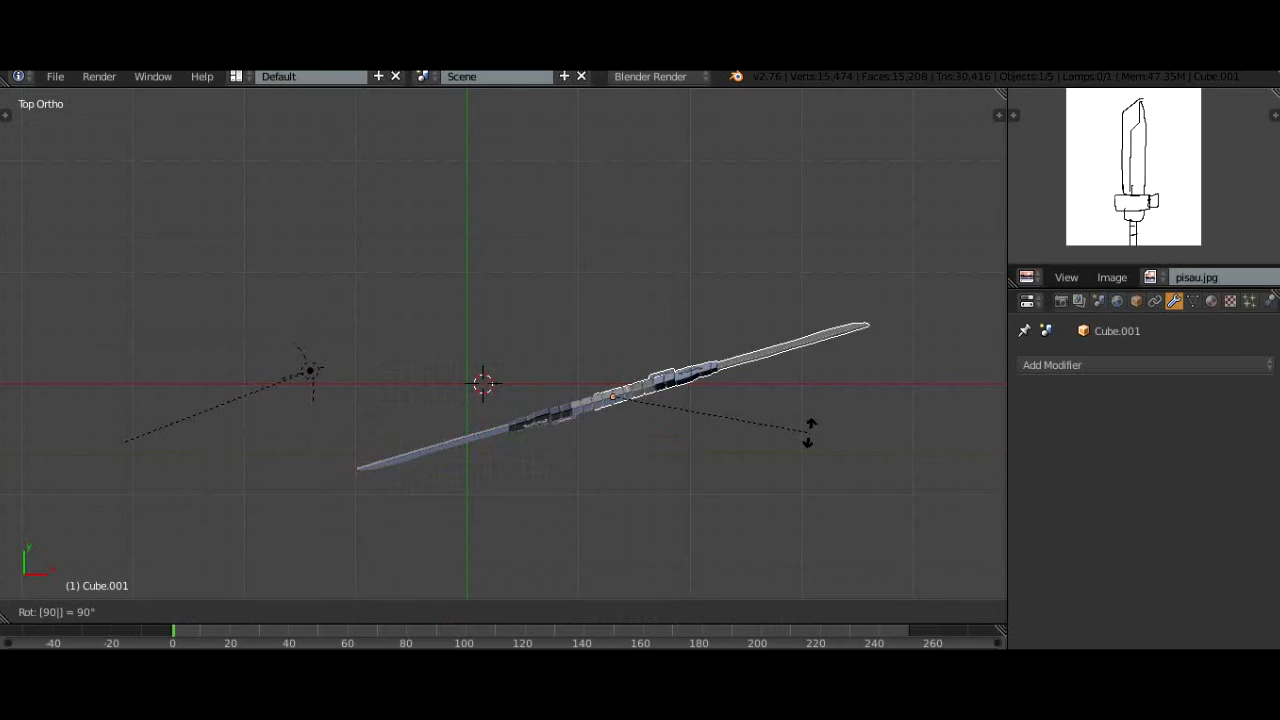 File Render Window Help Default Scene Blender Render v2.76 | Verts:15,474 | Faces:15,208 | Tris:30,416 | Objects:1/5 | Lamps:0/1 | Mem:47.35M | Cube.001
Top Ortho
View Image pisau.jpg
Cube.001
Add Modifier
y
x
(1) Cube.001
Rot: [90|] = 90°
-40 -20 0 20 40 60 80 100 120 140 160 180 200 220 240 260